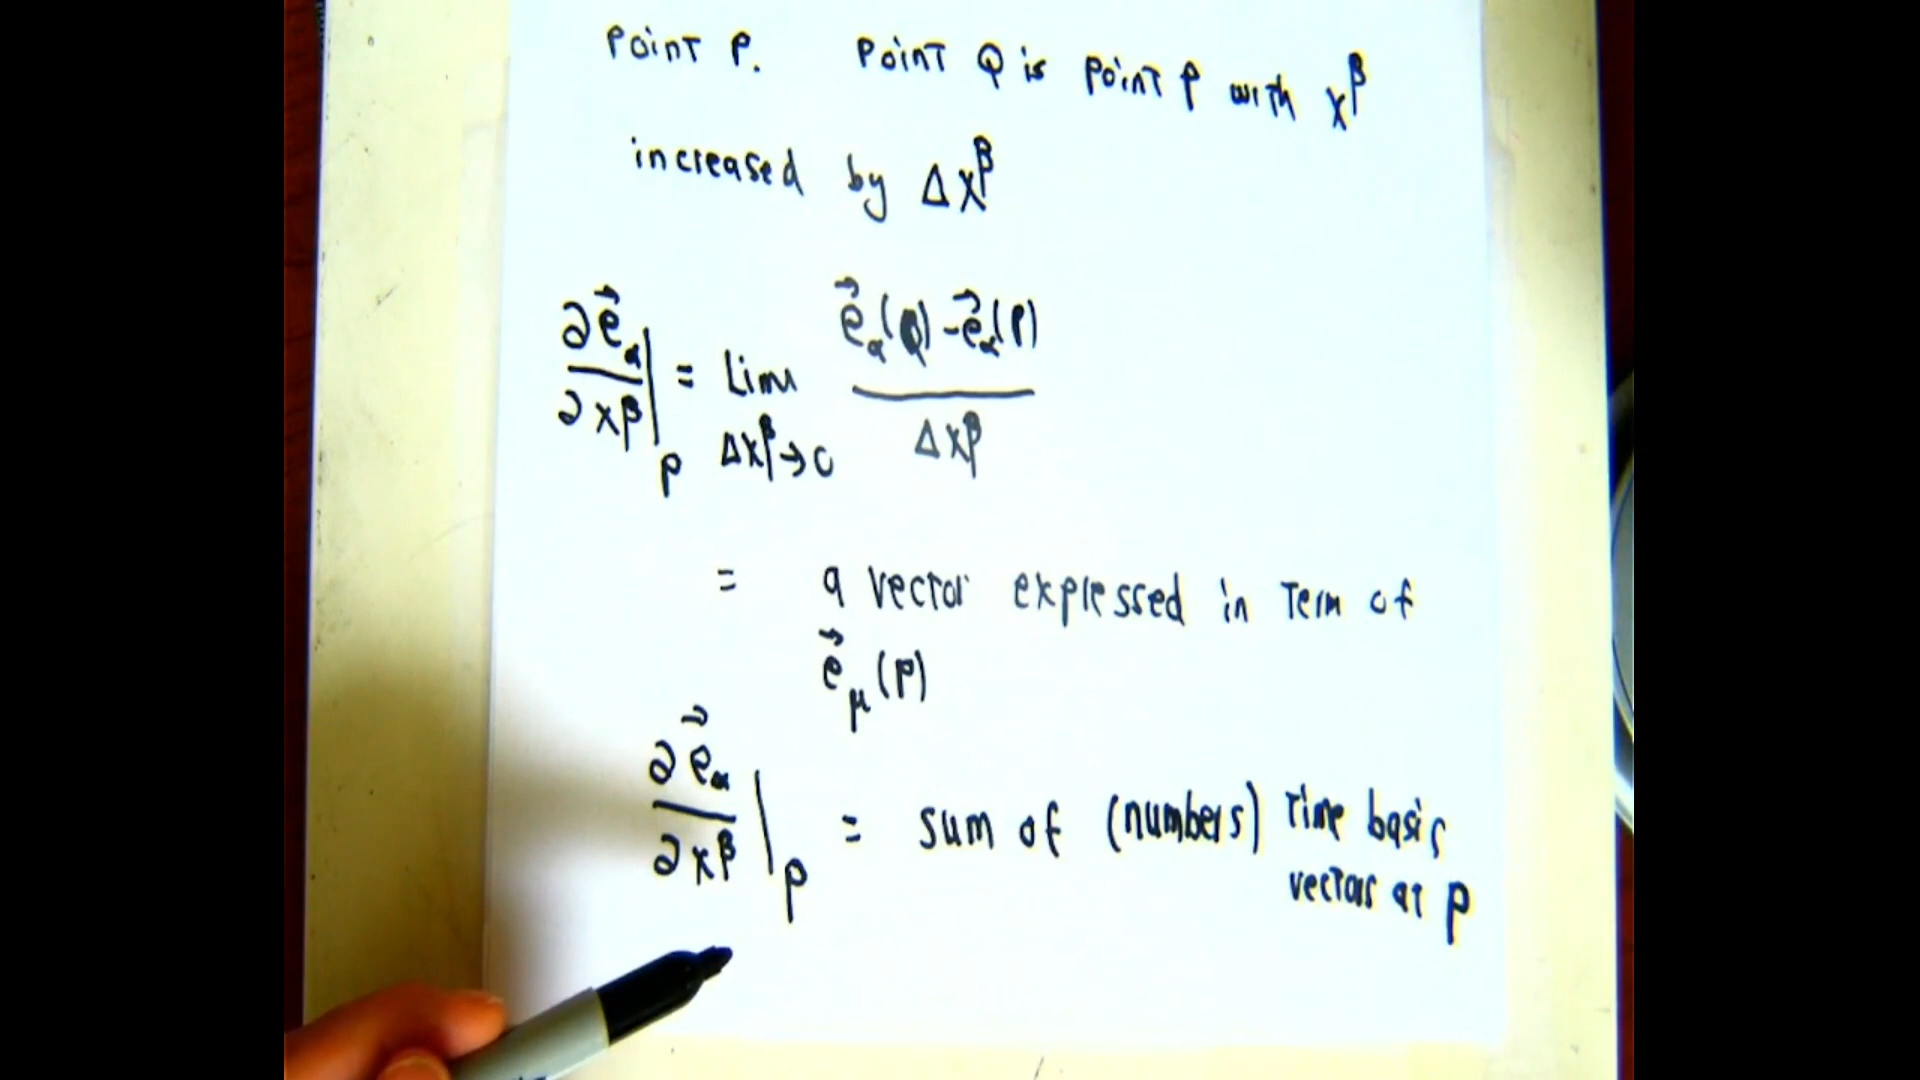 Point P. Point Q is point P with x^β
increased by Δx^β
∂e⃗_α/∂x^β |_P = Lim Δx^β→0 (e⃗_α(Q) - e⃗_α(P))/Δx^β
= a vector expressed in term of
e⃗_μ(P)
∂e⃗_α/∂x^β |_P = sum of (numbers) time basis
vectors at P